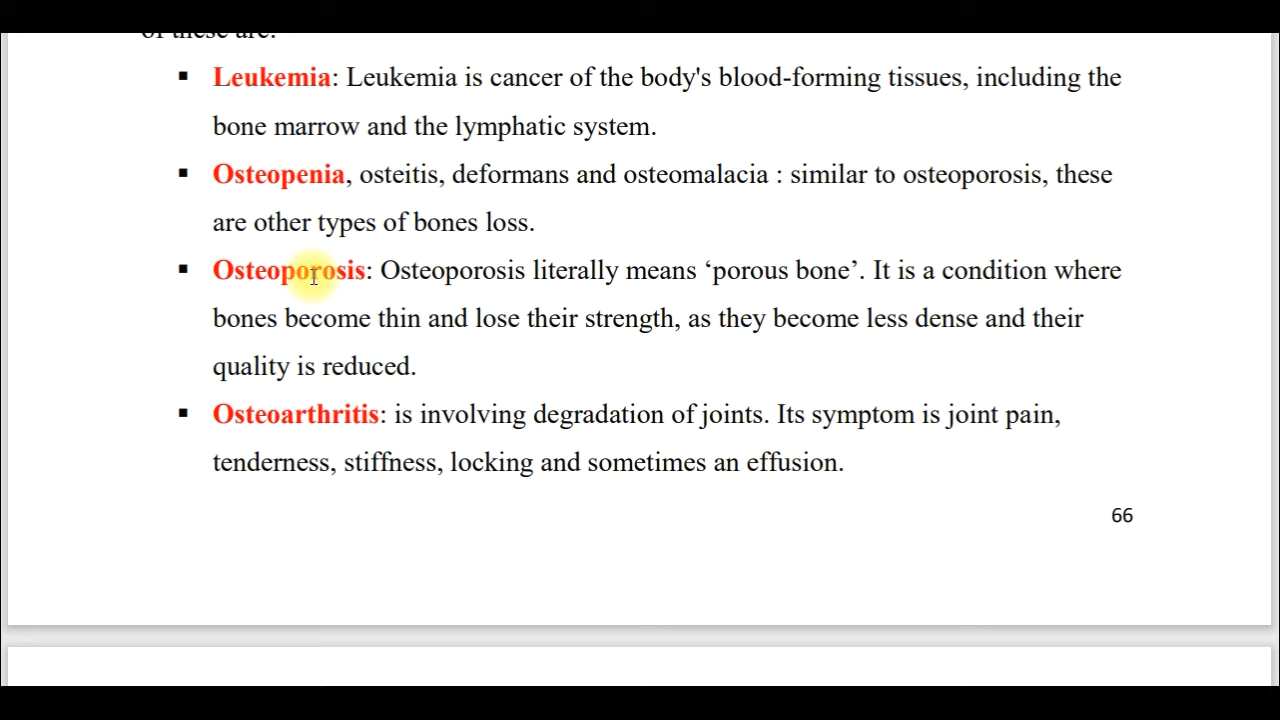 of these are:
▪ Leukemia: Leukemia is cancer of the body's blood-forming tissues, including the
bone marrow and the lymphatic system.
▪ Osteopenia, osteitis, deformans and osteomalacia : similar to osteoporosis, these
are other types of bones loss.
▪ Osteoporosis: Osteoporosis literally means ‘porous bone’. It is a condition where
bones become thin and lose their strength, as they become less dense and their
quality is reduced.
▪ Osteoarthritis: is involving degradation of joints. Its symptom is joint pain,
tenderness, stiffness, locking and sometimes an effusion.
66